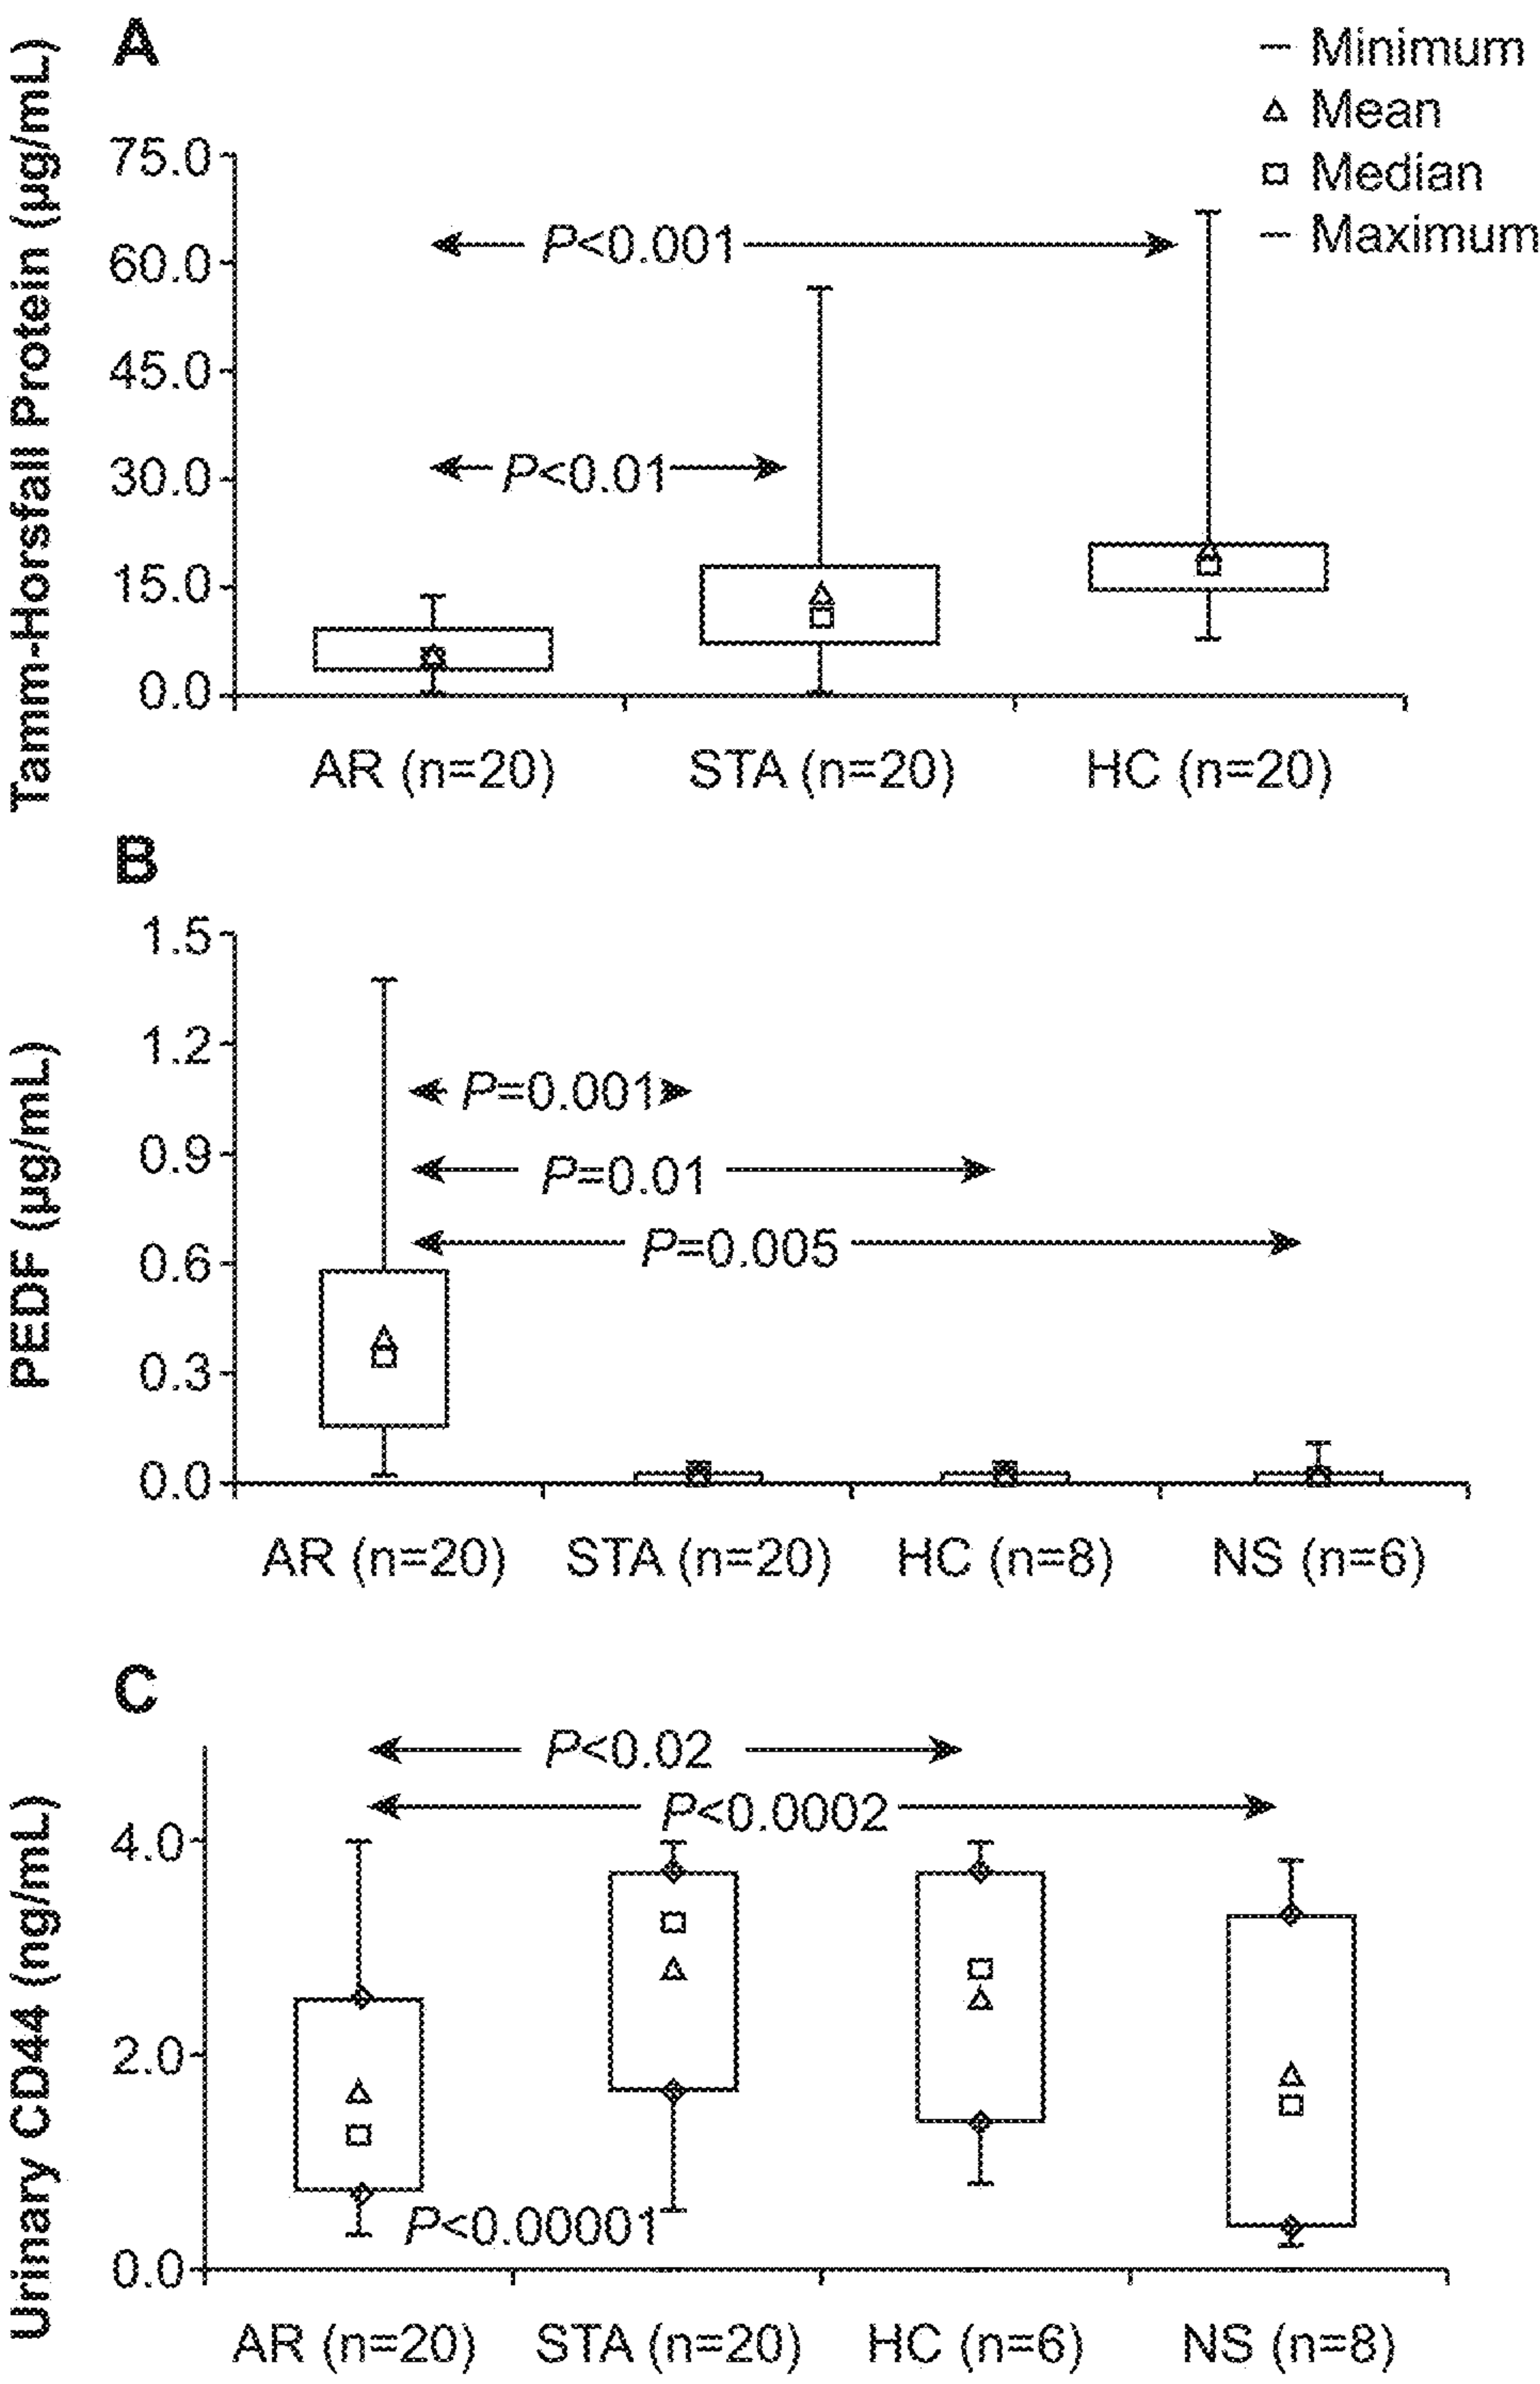 A
— Minimum
△ Mean
□ Median
— Maximum
Tamm-Horsfall Protein (µg/mL)
75.0
60.0
45.0
30.0
15.0
0.0
P<0.001
P<0.01
AR (n=20) STA (n=20) HC (n=20)
B
PEDF (µg/mL)
1.5
1.2
0.9
0.6
0.3
0.0
P=0.001
P=0.01
P=0.005
AR (n=20) STA (n=20) HC (n=8) NS (n=6)
C
Urinary CD44 (ng/mL)
4.0
2.0
0.0
P<0.02
P<0.0002
P<0.00001
AR (n=20) STA (n=20) HC (n=6) NS (n=8)